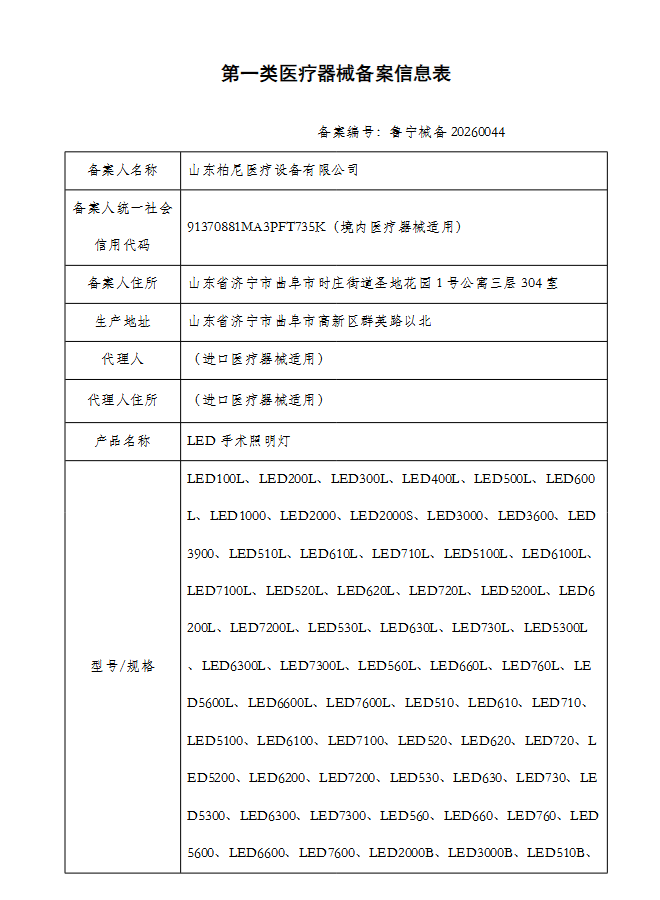 第一类医疗器械备案信息表
备案编号：鲁宁械备 20260044
备案人名称
山东柏尼医疗设备有限公司
备案人统一社会
信用代码
91370881MA3PFT735K（境内医疗器械适用）
备案人住所
山东省济宁市曲阜市时庄街道圣地花园 1 号公寓三层 304 室
生产地址
山东省济宁市曲阜市高新区群英路以北
代理人
（进口医疗器械适用）
代理人住所
（进口医疗器械适用）
产品名称
LED 手术照明灯
型号/规格
LED100L、LED200L、LED300L、LED400L、LED500L、LED600
L、LED1000、LED2000、LED2000S、LED3000、LED3600、LED
3900、LED510L、LED610L、LED710L、LED5100L、LED6100L、
LED7100L、LED520L、LED620L、LED720L、LED5200L、LED6
200L、LED7200L、LED530L、LED630L、LED730L、LED5300L
、LED6300L、LED7300L、LED560L、LED660L、LED760L、LE
D5600L、LED6600L、LED7600L、LED510、LED610、LED710、
LED5100、LED6100、LED7100、LED520、LED620、LED720、L
ED5200、LED6200、LED7200、LED530、LED630、LED730、LE
D5300、LED6300、LED7300、LED560、LED660、LED760、LED
5600、LED6600、LED7600、LED2000B、LED3000B、LED510B、